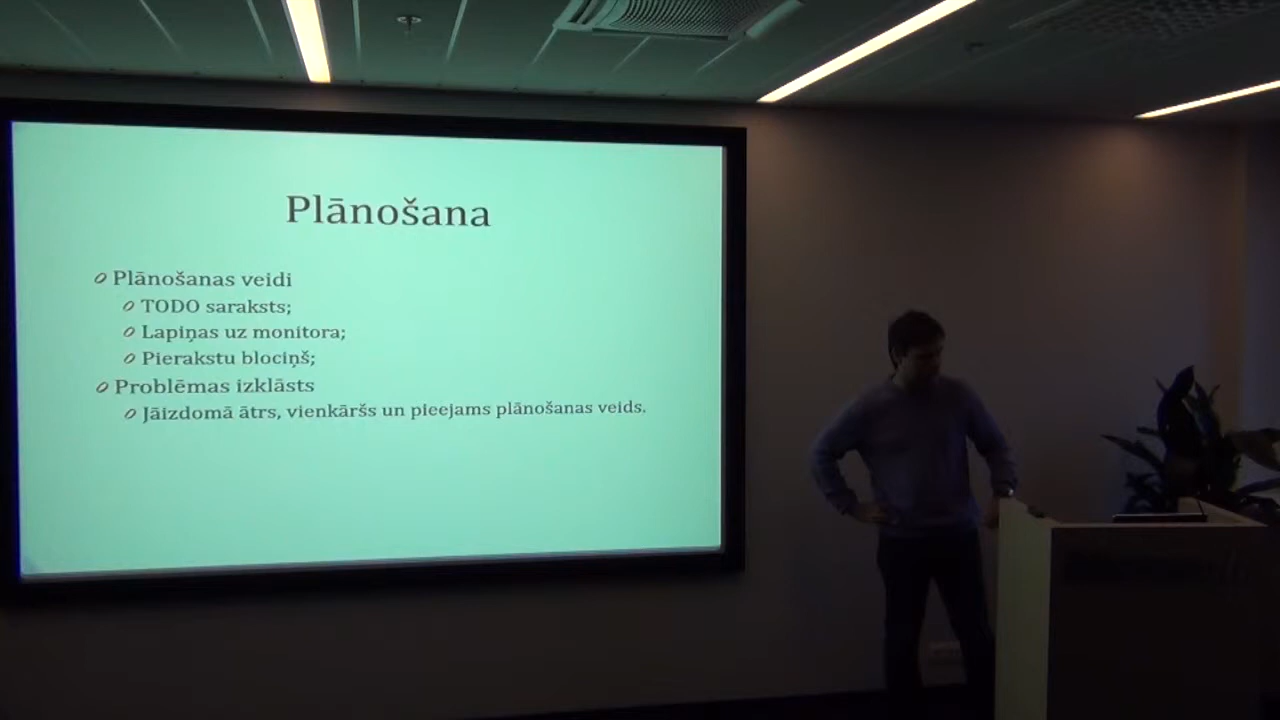 Plānošana
Plānošanas veidi
TODO saraksts;
Lapiņas uz monitora;
Pierakstu blociņš;
Problēmas izklāsts
Jāizdomā ātrs, vienkāršs un pieejams plānošanas veids.